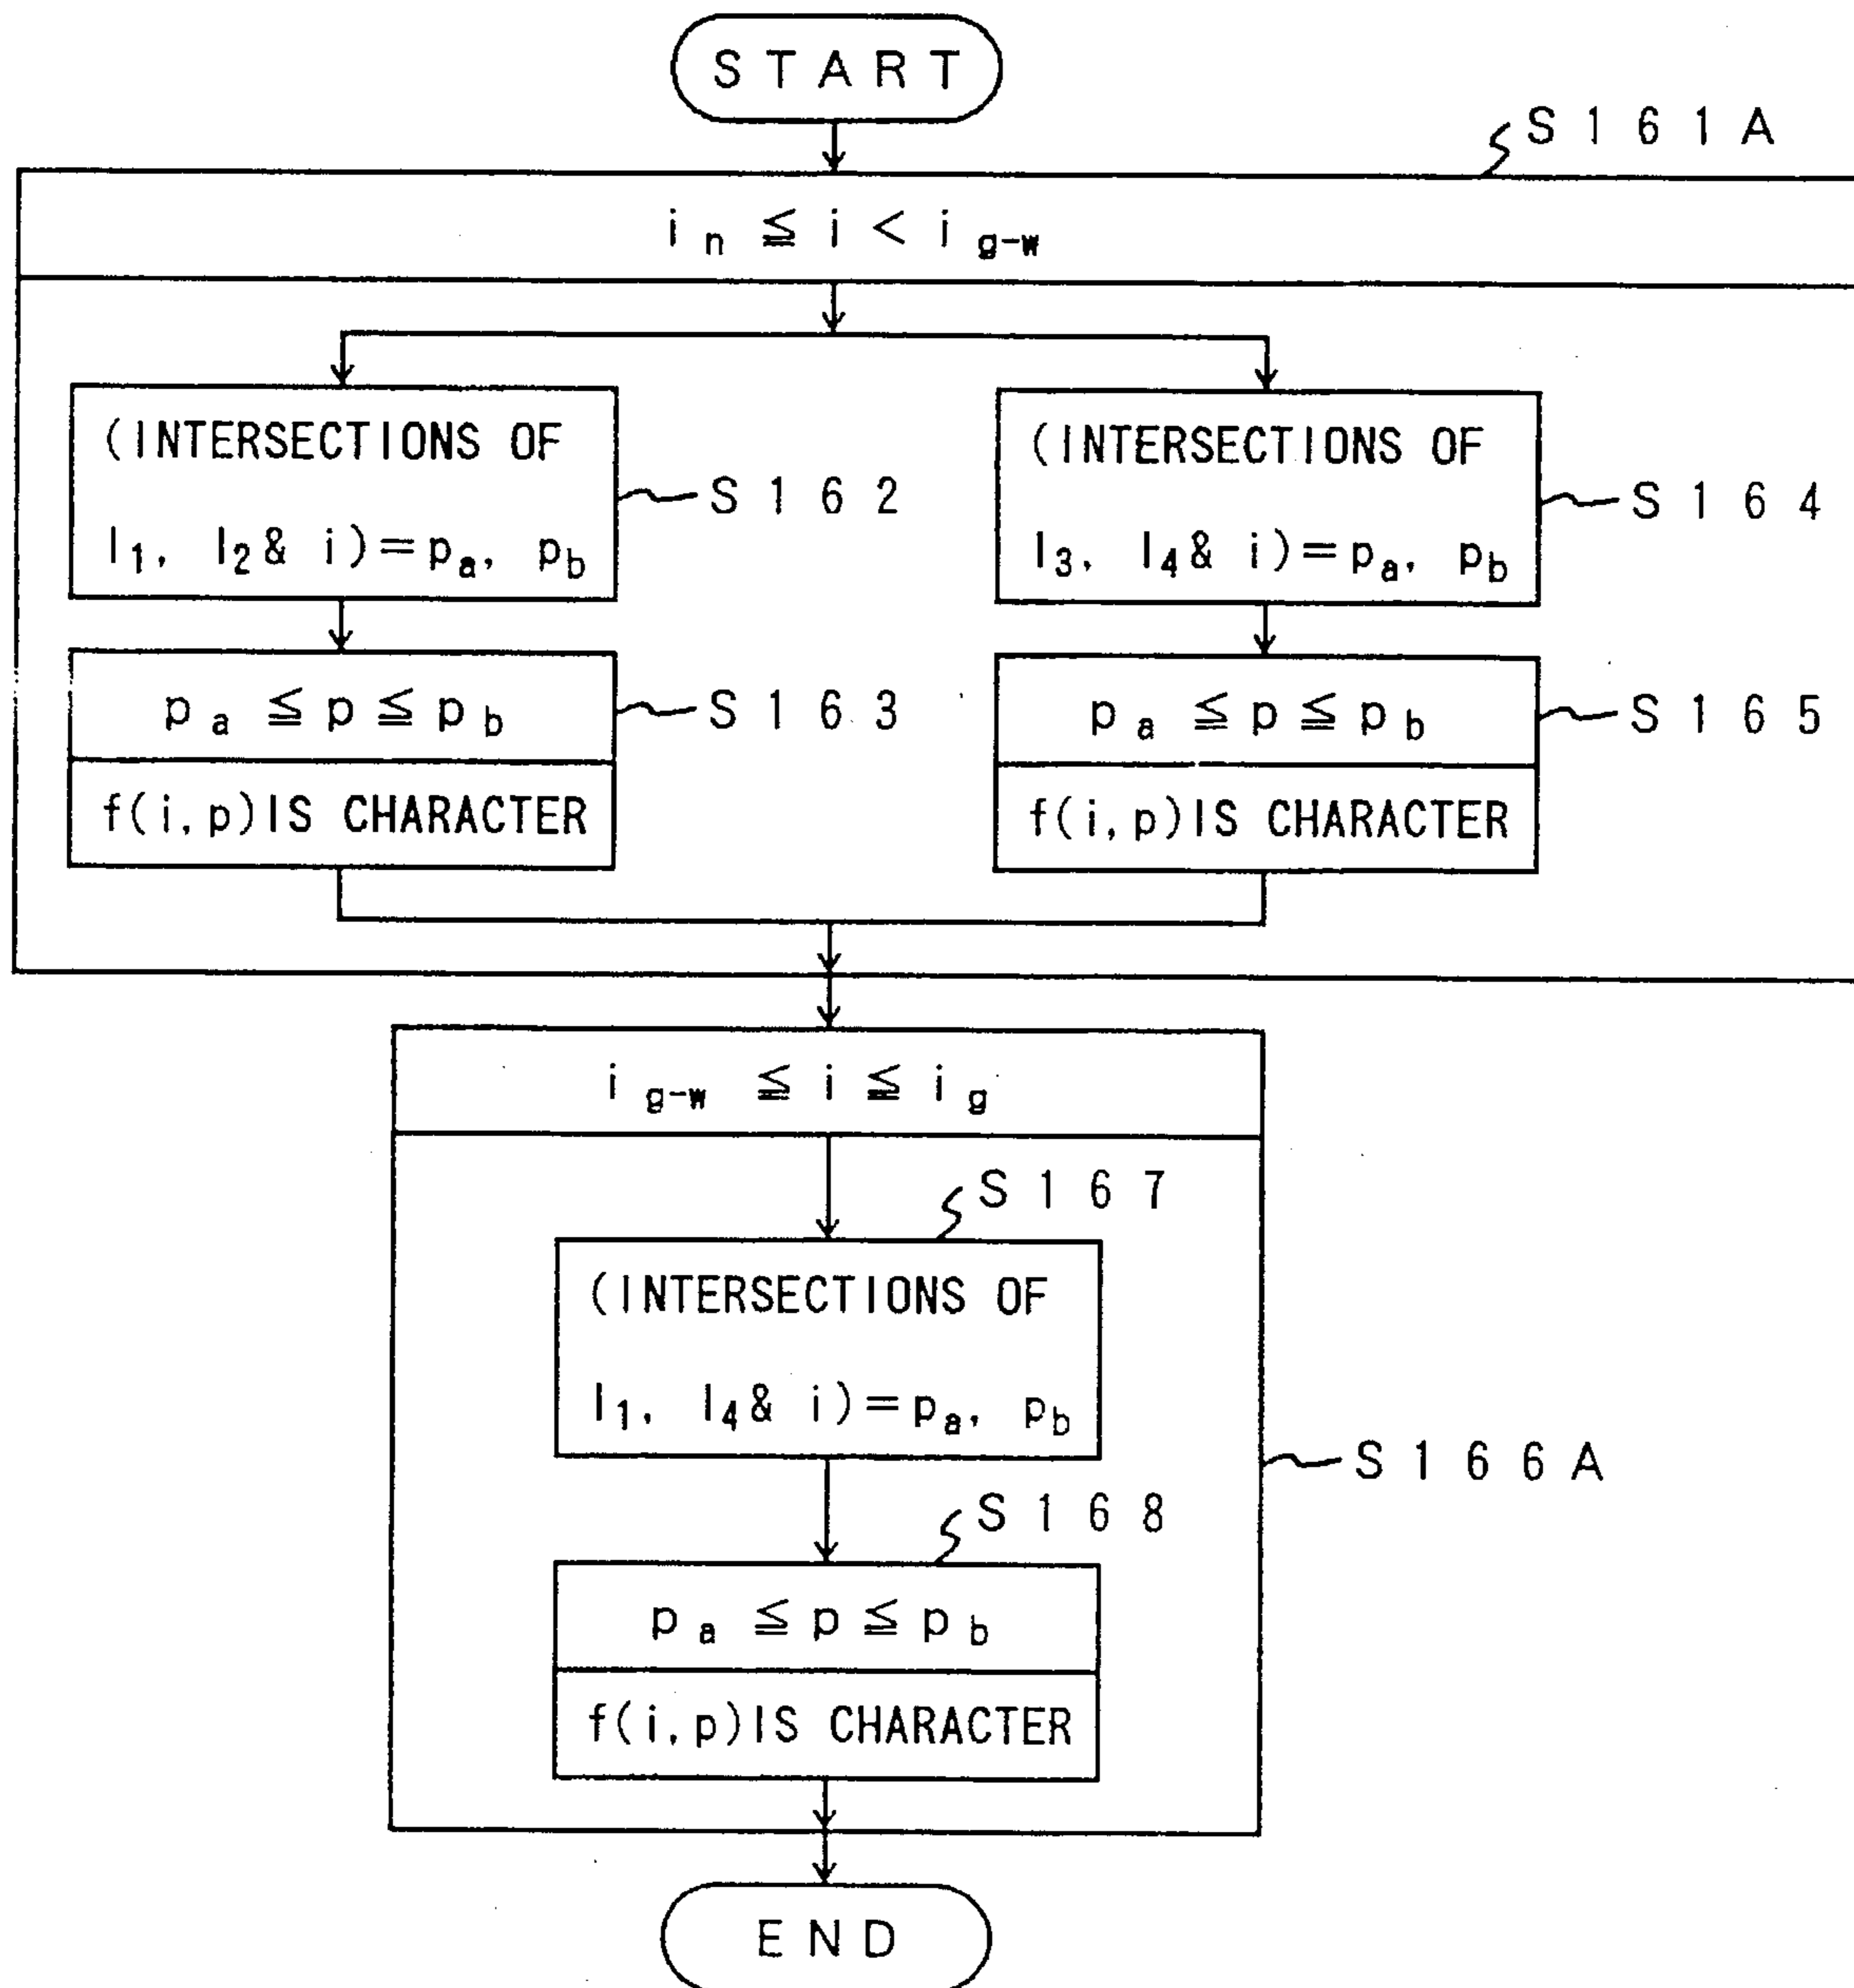 START
S161A
i n ≦ i < i g-w
(INTERSECTIONS OF
l1, l2& i)=pa, pb
S162
pa ≦ p ≦ pb
f(i,p)IS CHARACTER
S163
(INTERSECTIONS OF
l3, l4& i)=pa, pb
S164
pa ≦ p ≦ pb
f(i,p)IS CHARACTER
S165
i g-w ≦ i ≦ i g
S167
(INTERSECTIONS OF
l1, l4& i)=pa, pb
S166A
S168
pa ≦ p ≦ pb
f(i,p)IS CHARACTER
END